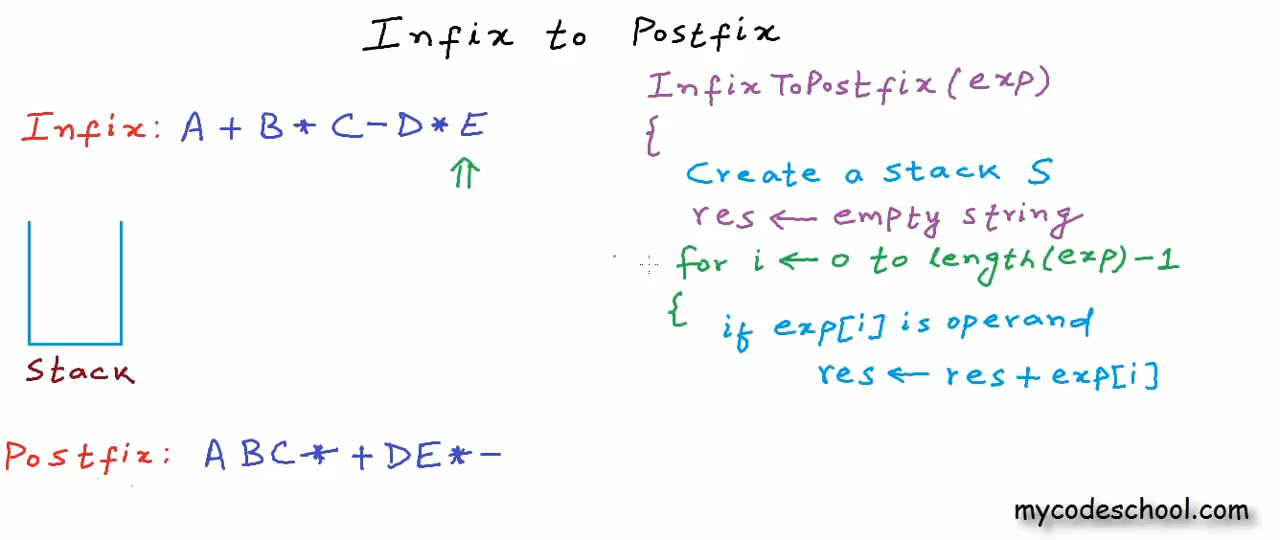 Infix to Postfix
Infix: A + B * C - D * E
Stack
Postfix: A B C * + D E * -
InfixToPostfix(exp)
{
Create a stack S
res ← empty string
for i ← 0 to length(exp) - 1
{
if exp[i] is operand
res ← res + exp[i]
mycodeschool.com